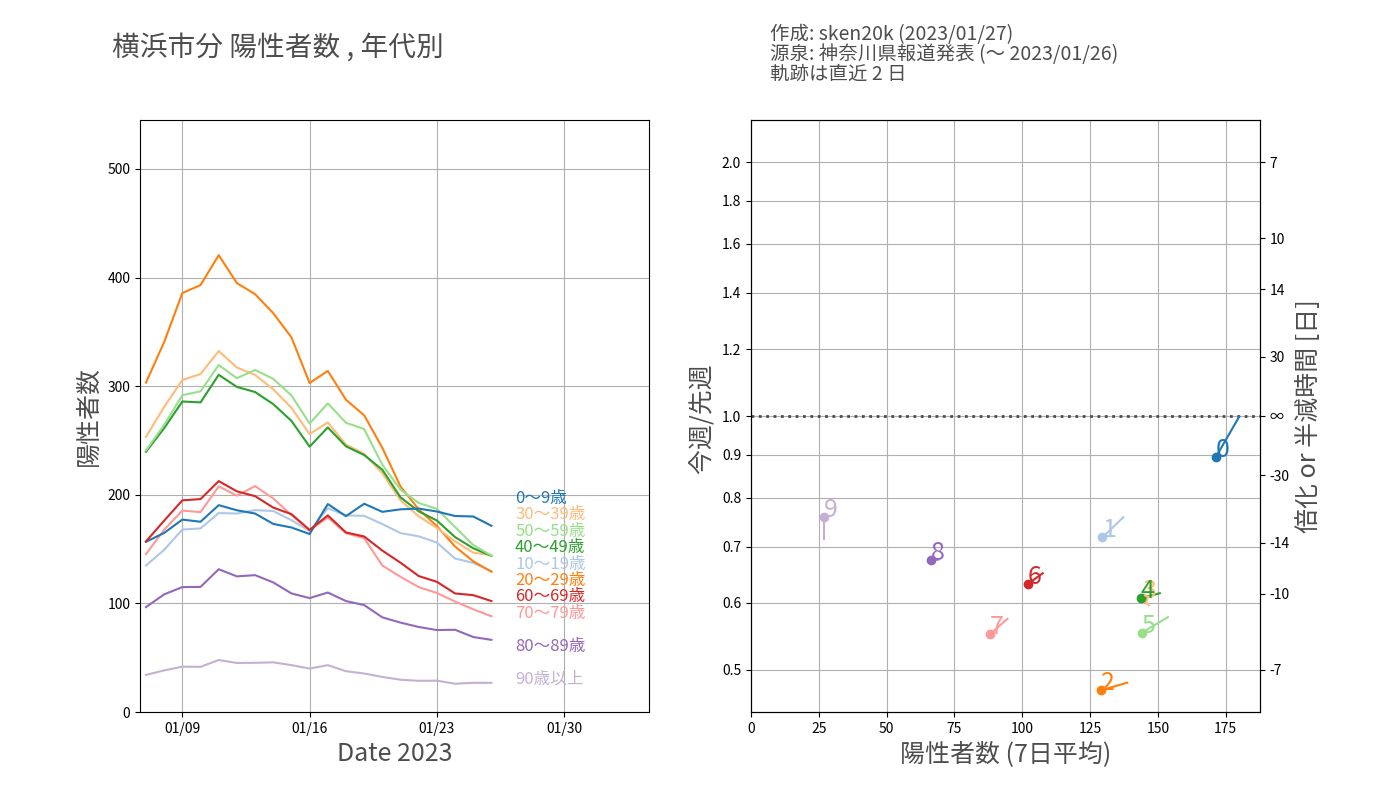 横浜市分 陽性者数 , 年代別
作成: sken20k (2023/01/27)
源泉: 神奈川県報道発表 (〜 2023/01/26)
軌跡は直近 2 日
陽性者数
500
400
300
200
100
0
01/09
01/16
01/23
01/30
Date 2023
0〜9歳
30〜39歳
50〜59歳
40〜49歳
10〜19歳
20〜29歳
60〜69歳
70〜79歳
80〜89歳
90歳以上
今週/先週
2.0
1.8
1.6
1.4
1.2
1.0
0.9
0.8
0.7
0.6
0.5
0
9
1
8
6
4
3
5
7
2
0
25
50
75
100
125
150
175
陽性者数 (7日平均)
7
10
14
30
∞
-30
-14
-10
-7
倍化 or 半減時間 [日]